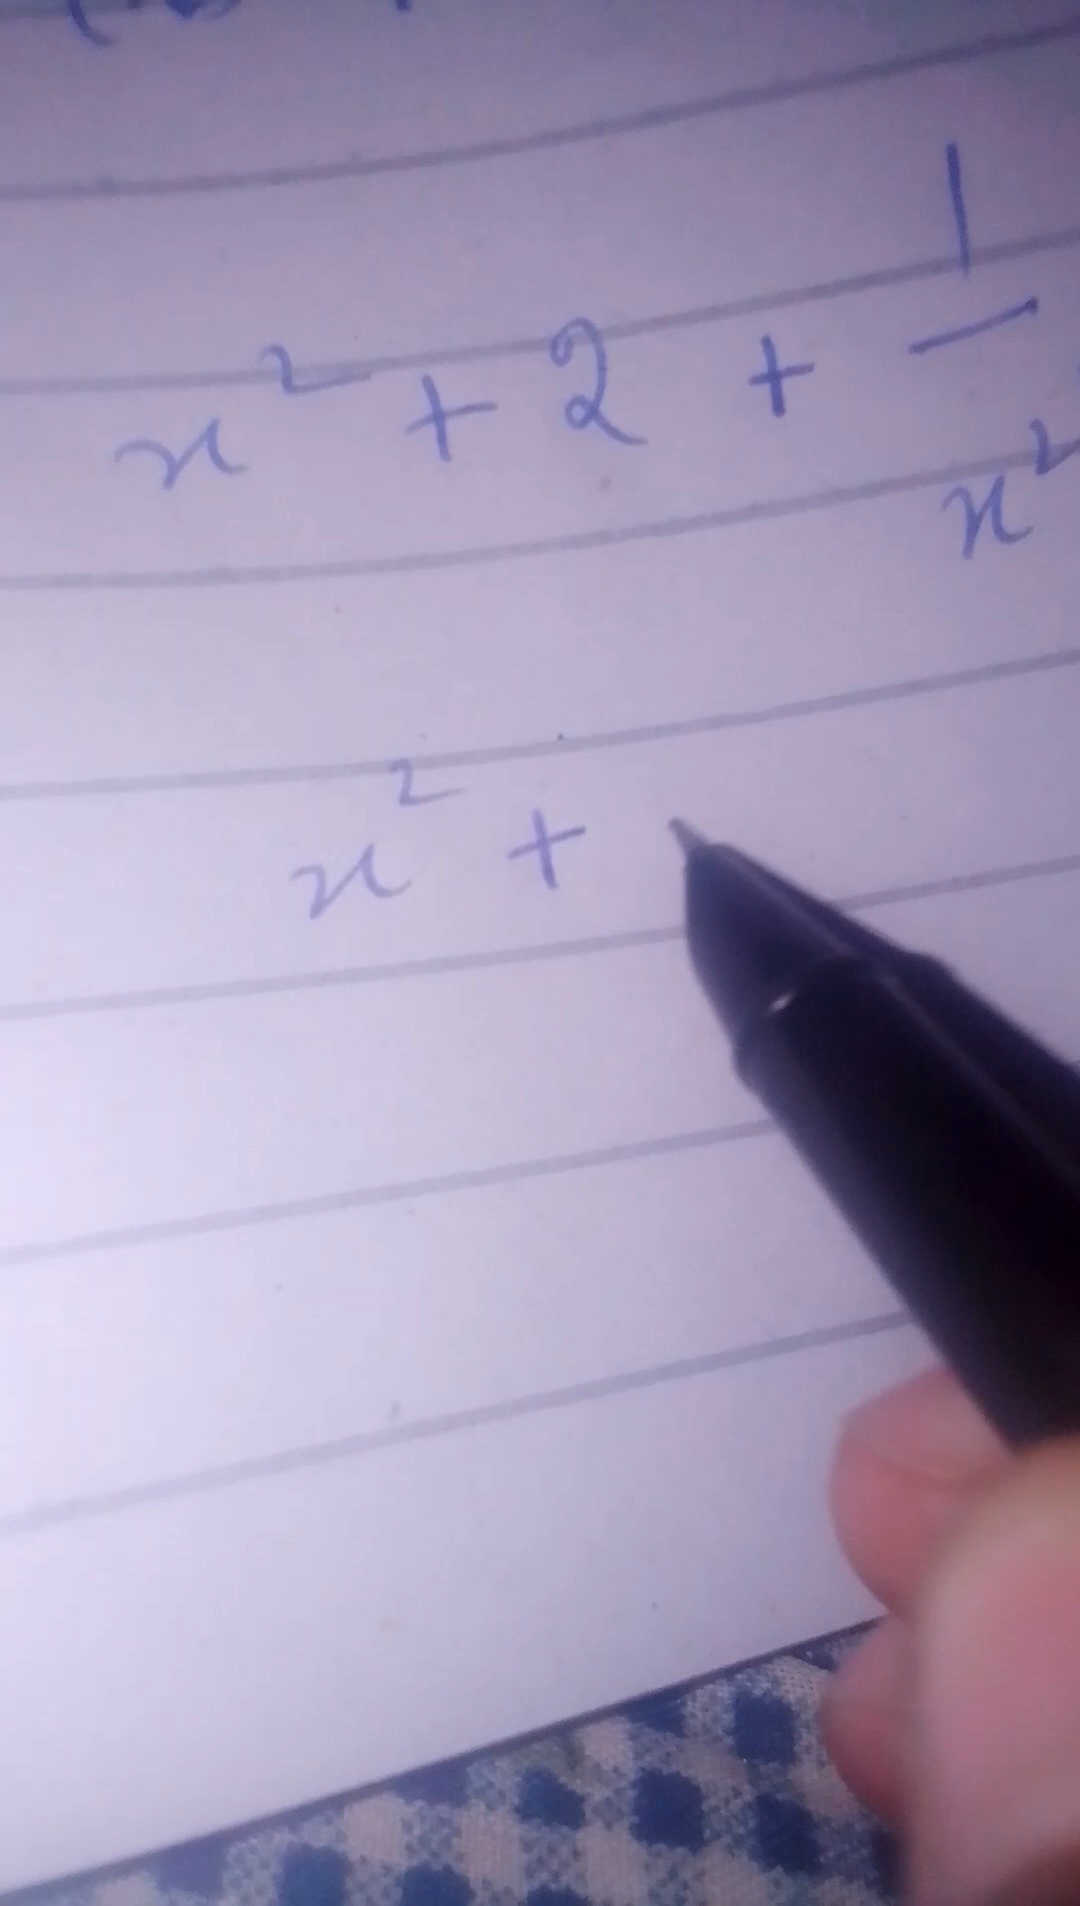 x² + 2 + 1/x²
x² +